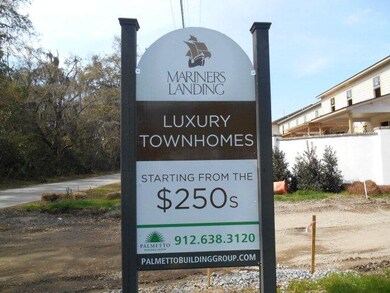 MARINERS
LANDING
LUXURY
TOWNHOMES
STARTING FROM THE
$250s
PALMETTO
912.638.3120
PALMETTOBUILDINGGROUP.COM